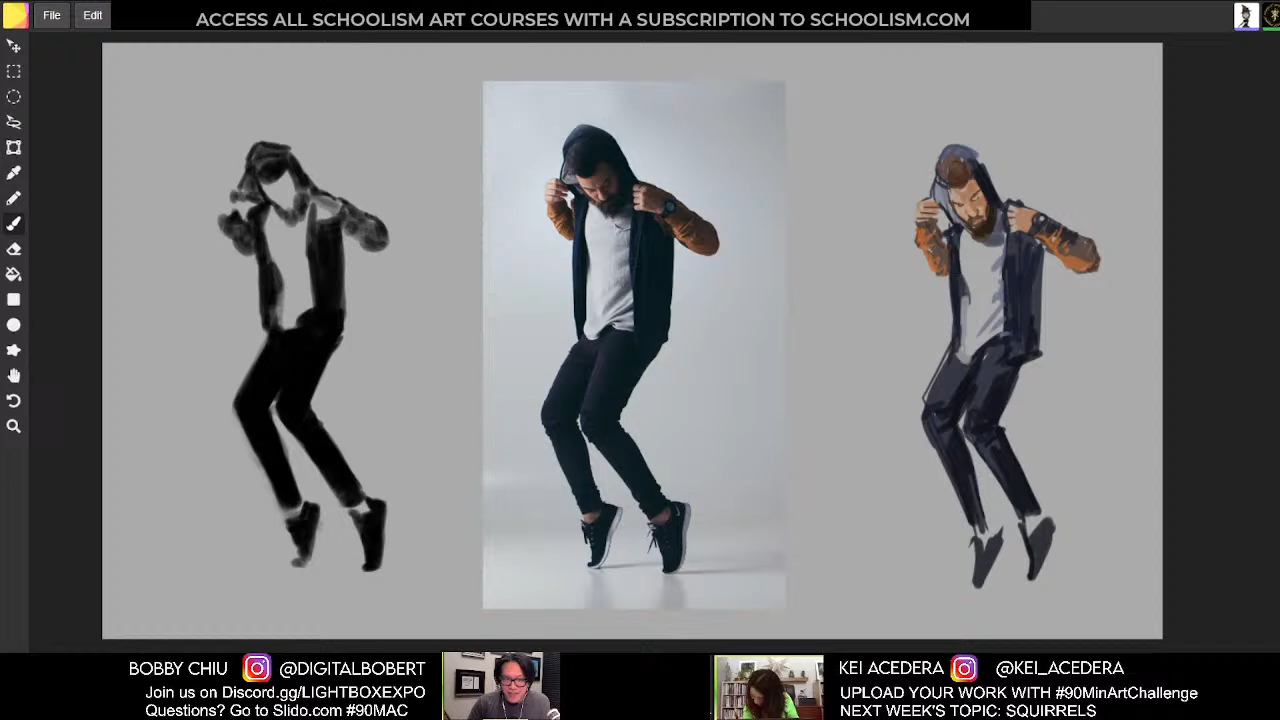 File
Edit
ACCESS ALL SCHOOLISM ART COURSES WITH A SUBSCRIPTION TO SCHOOLISM.COM
BOBBY CHIU @DIGITALBOBERT
Join us on Discord.gg/LIGHTBOXEXPO
Questions? Go to Slido.com #90MAC
KEI ACEDERA @KEI_ACEDERA
UPLOAD YOUR WORK WITH #90MinArtChallenge
NEXT WEEK'S TOPIC: SQUIRRELS